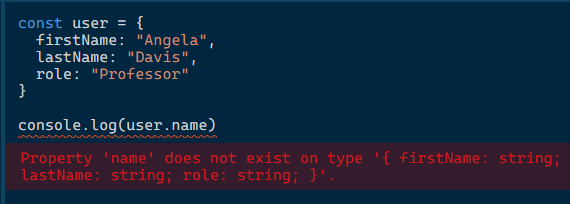 const user = {
  firstName: "Angela",
  lastName: "Davis",
  role: "Professor"
}
console.log(user.name)
Property 'name' does not exist on type '{ firstName: string;
lastName: string; role: string; }'.